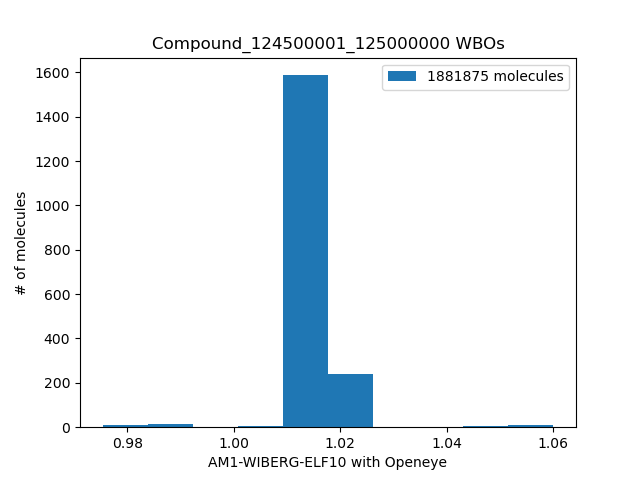 Compound_124500001_125000000 WBOs
1881875 molecules
# of molecules
1600
1400
1200
1000
800
600
400
200
0
0.98 1.00 1.02 1.04 1.06
AM1-WIBERG-ELF10 with Openeye